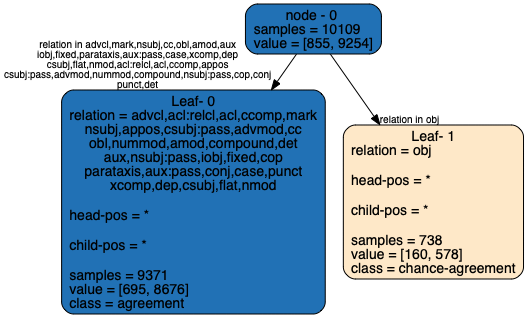 node - 0
samples = 10109
value = [855, 9254]
relation in advcl,mark,nsubj,cc,obl,amod,aux
iobj,fixed,parataxis,aux:pass,case,xcomp,dep
csubj,flat,nmod,acl:relcl,acl,ccomp,appos
csubj:pass,advmod,nummod,compound,nsubj:pass,cop,conj
punct,det
relation in obj
Leaf- 0
relation = advcl,acl:relcl,acl,ccomp,mark
nsubj,appos,csubj:pass,advmod,cc
obl,nummod,amod,compound,det
aux,nsubj:pass,iobj,fixed,cop
parataxis,aux:pass,conj,case,punct
xcomp,dep,csubj,flat,nmod
head-pos = *
child-pos = *
samples = 9371
value = [695, 8676]
class = agreement
Leaf- 1
relation = obj
head-pos = *
child-pos = *
samples = 738
value = [160, 578]
class = chance-agreement